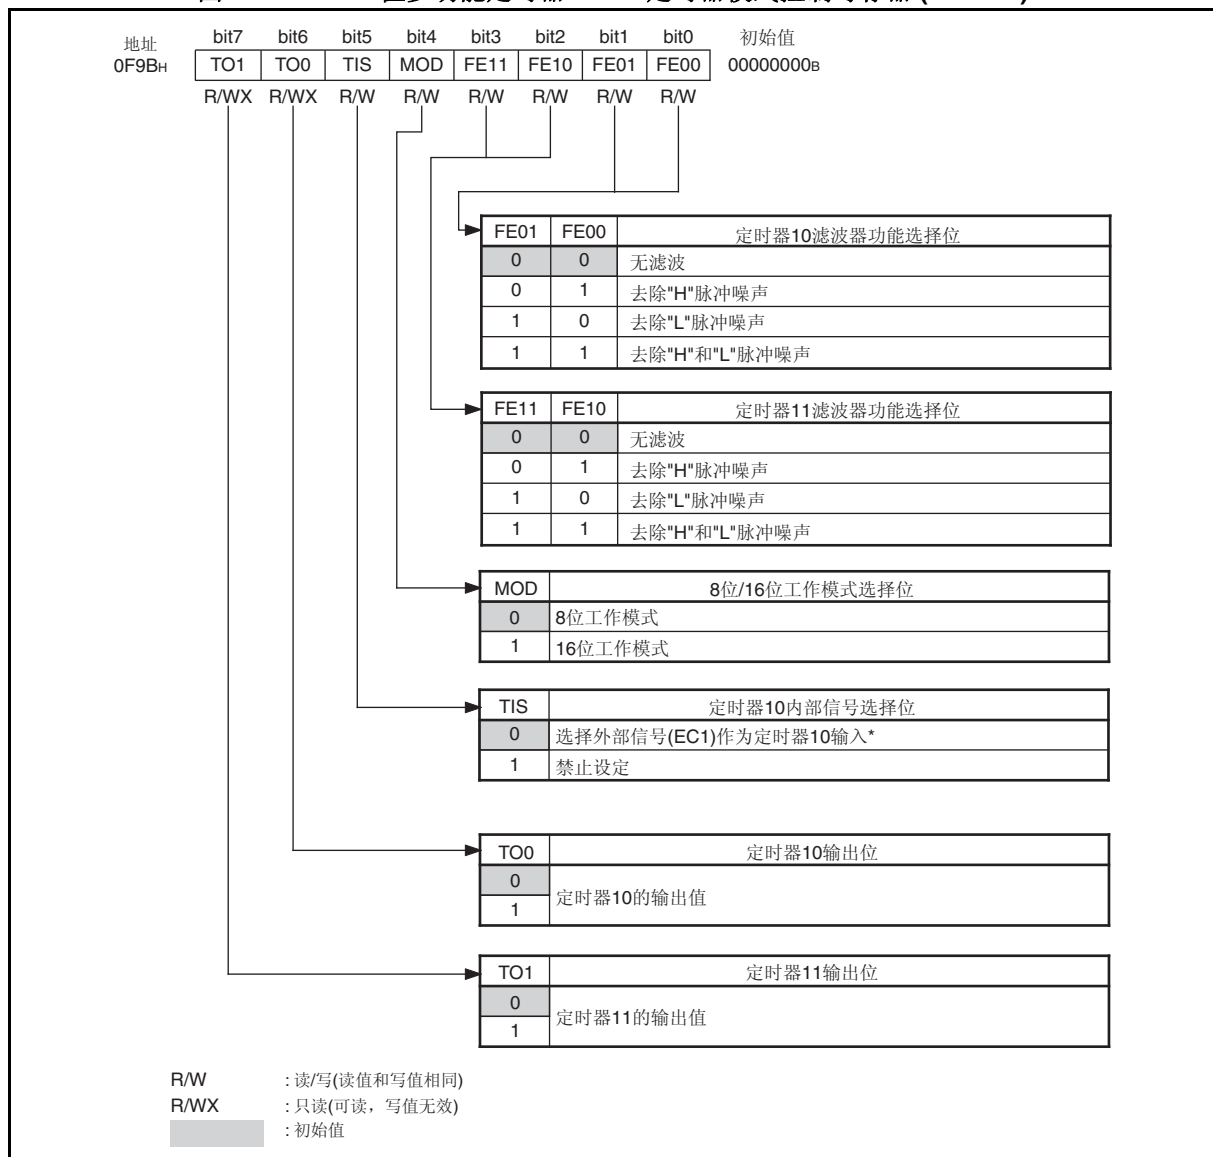 地址 bit7 bit6 bit5 bit4 bit3 bit2 bit1 bit0 初始值
0F9BH TO1 TO0 TIS MOD FE11 FE10 FE01 FE00 00000000B
R/WX R/WX R/W R/W R/W R/W R/W R/W
FE01 FE00 定时器10滤波器功能选择位
0 0 无滤波
0 1 去除"H"脉冲噪声
1 0 去除"L"脉冲噪声
1 1 去除"H"和"L"脉冲噪声
FE11 FE10 定时器11滤波器功能选择位
0 0 无滤波
0 1 去除"H"脉冲噪声
1 0 去除"L"脉冲噪声
1 1 去除"H"和"L"脉冲噪声
MOD 8位/16位工作模式选择位
0 8位工作模式
1 16位工作模式
TIS 定时器10内部信号选择位
0 选择外部信号(EC1)作为定时器10输入*
1 禁止设定
TO0 定时器10输出位
0
定时器10的输出值
1
TO1 定时器11输出位
0
定时器11的输出值
1
R/W : 读/写(读值和写值相同)
R/WX : 只读(可读，写值无效)
: 初始值